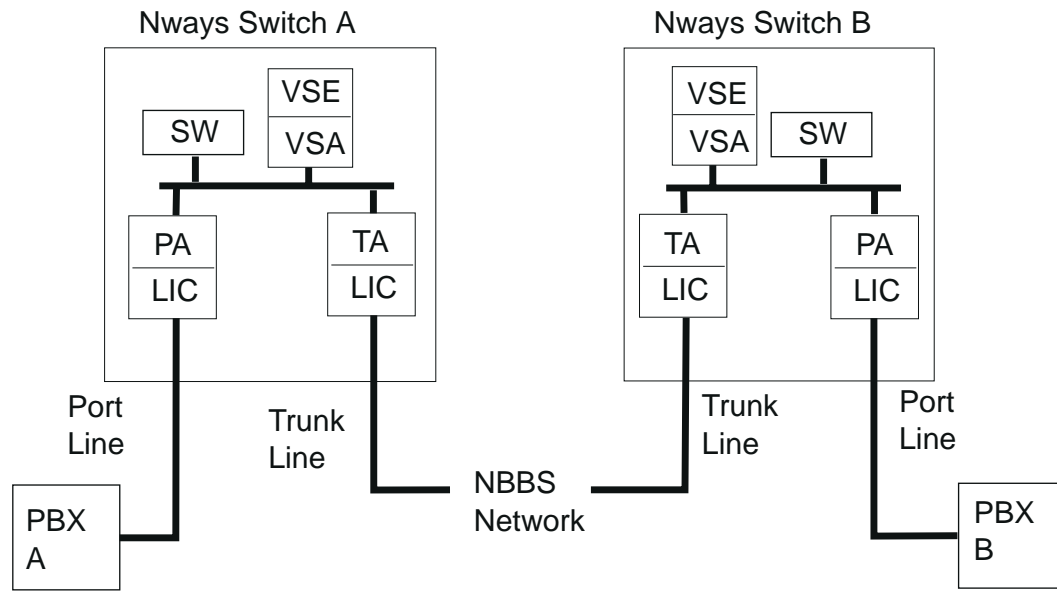 Nways Switch A
Nways Switch B
VSE
VSA
SW
VSE
VSA
SW
PA
LIC
TA
LIC
TA
LIC
PA
LIC
Port
Line
Trunk
Line
Trunk
Line
Port
Line
PBX
A
NBBS
Network
PBX
B